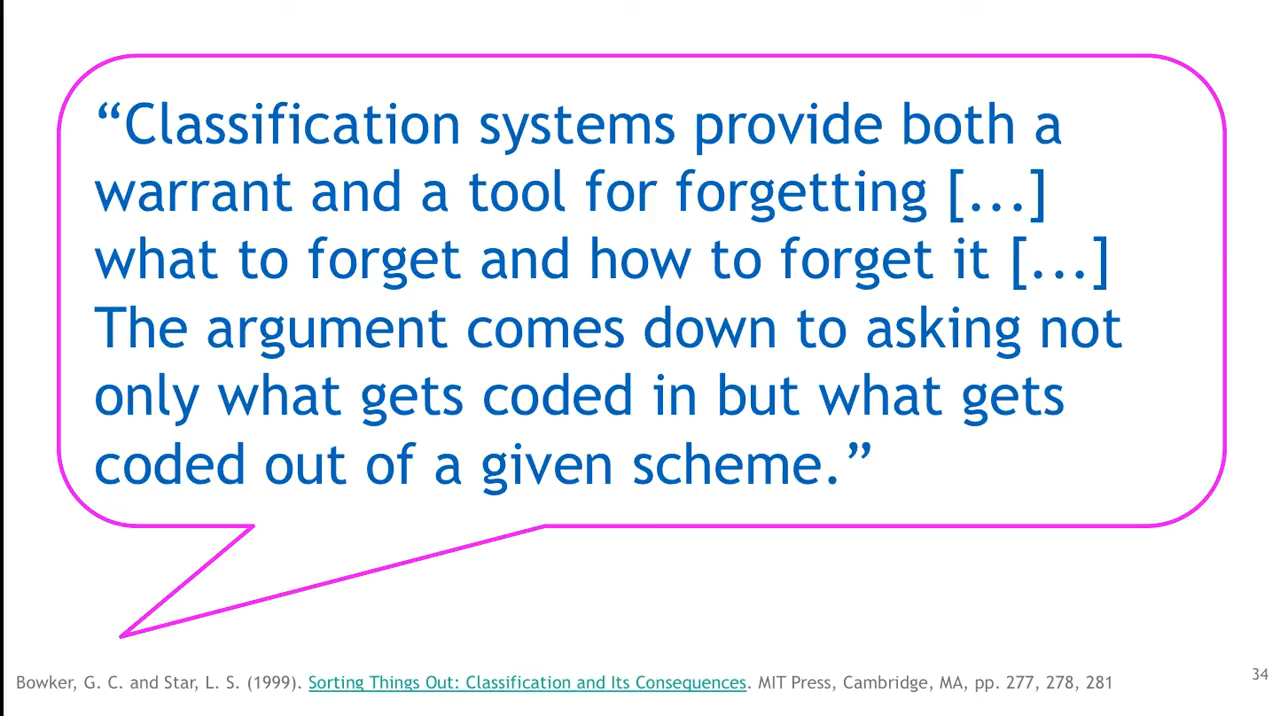 “Classification systems provide both a
warrant and a tool for forgetting [...]
what to forget and how to forget it [...]
The argument comes down to asking not
only what gets coded in but what gets
coded out of a given scheme.”
Bowker, G. C. and Star, L. S. (1999). Sorting Things Out: Classification and Its Consequences. MIT Press, Cambridge, MA, pp. 277, 278, 281
34